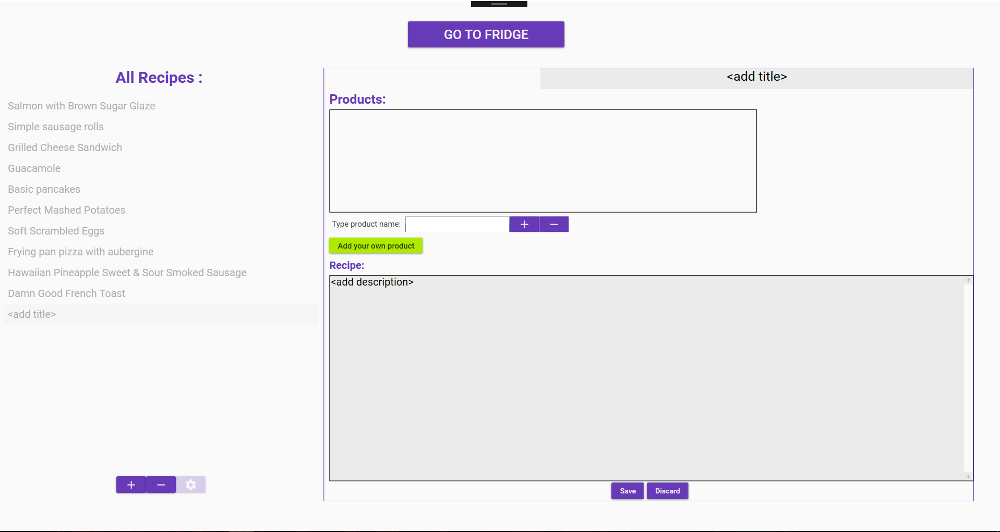 GO TO FRIDGE
All Recipes :
Salmon with Brown Sugar Glaze
Simple sausage rolls
Grilled Cheese Sandwich
Guacamole
Basic pancakes
Perfect Mashed Potatoes
Soft Scrambled Eggs
Frying pan pizza with aubergine
Hawaiian Pineapple Sweet & Sour Smoked Sausage
Damn Good French Toast
<add title>
<add title>
Products:
Type product name:
Add your own product
Recipe:
<add description>
Save Discard